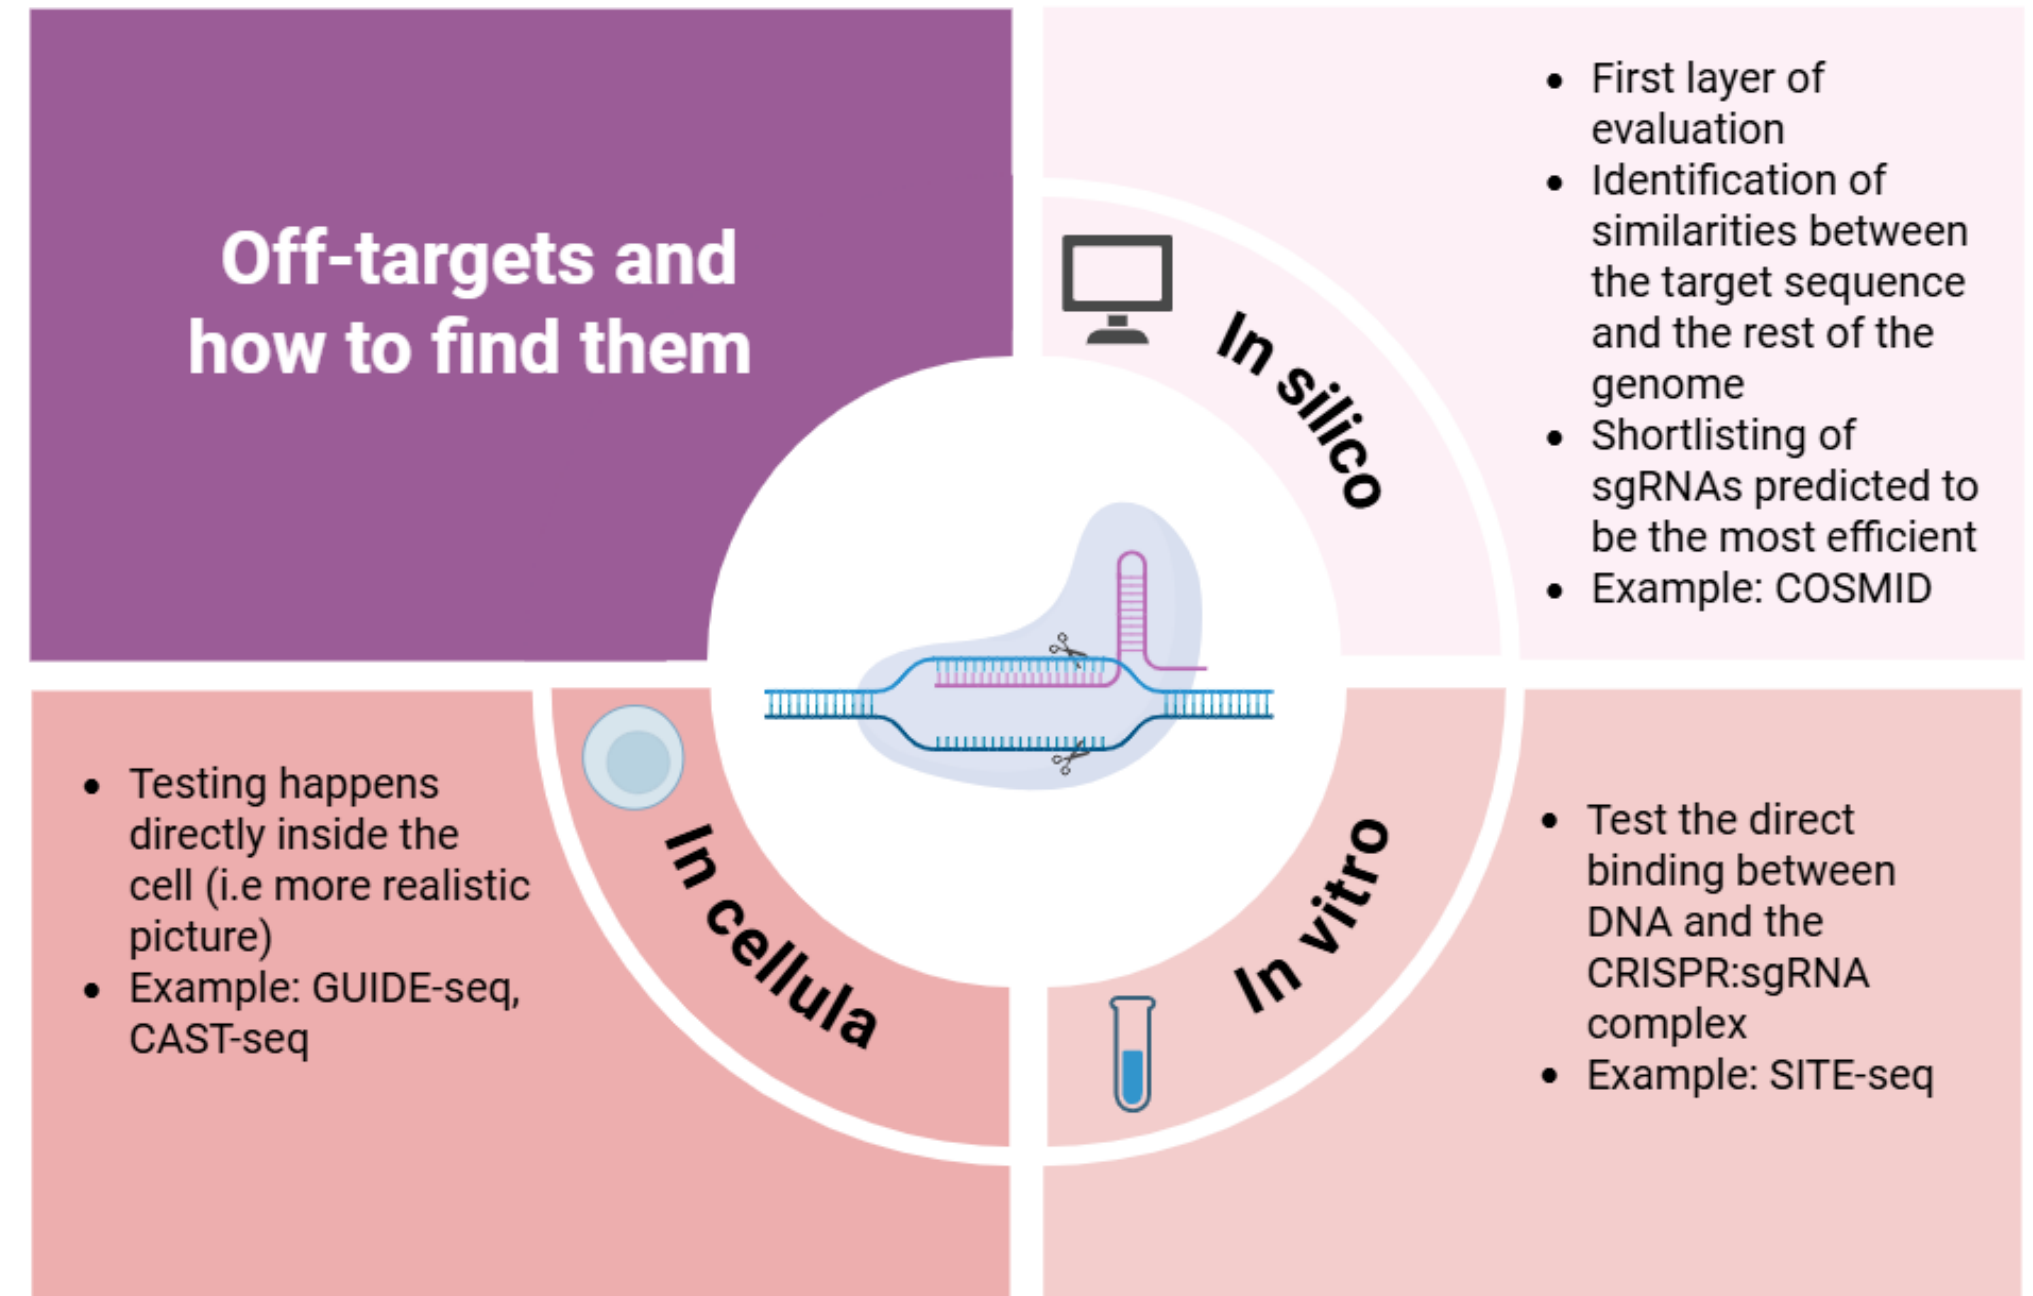 Off-targets and
how to find them
In silico
• First layer of
evaluation
• Identification of
similarities between
the target sequence
and the rest of the
genome
• Shortlisting of
sgRNAs predicted to
be the most efficient
• Example: COSMID
In cellula
• Testing happens
directly inside the
cell (i.e more realistic
picture)
• Example: GUIDE-seq,
CAST-seq
In vitro
• Test the direct
binding between
DNA and the
CRISPR:sgRNA
complex
• Example: SITE-seq